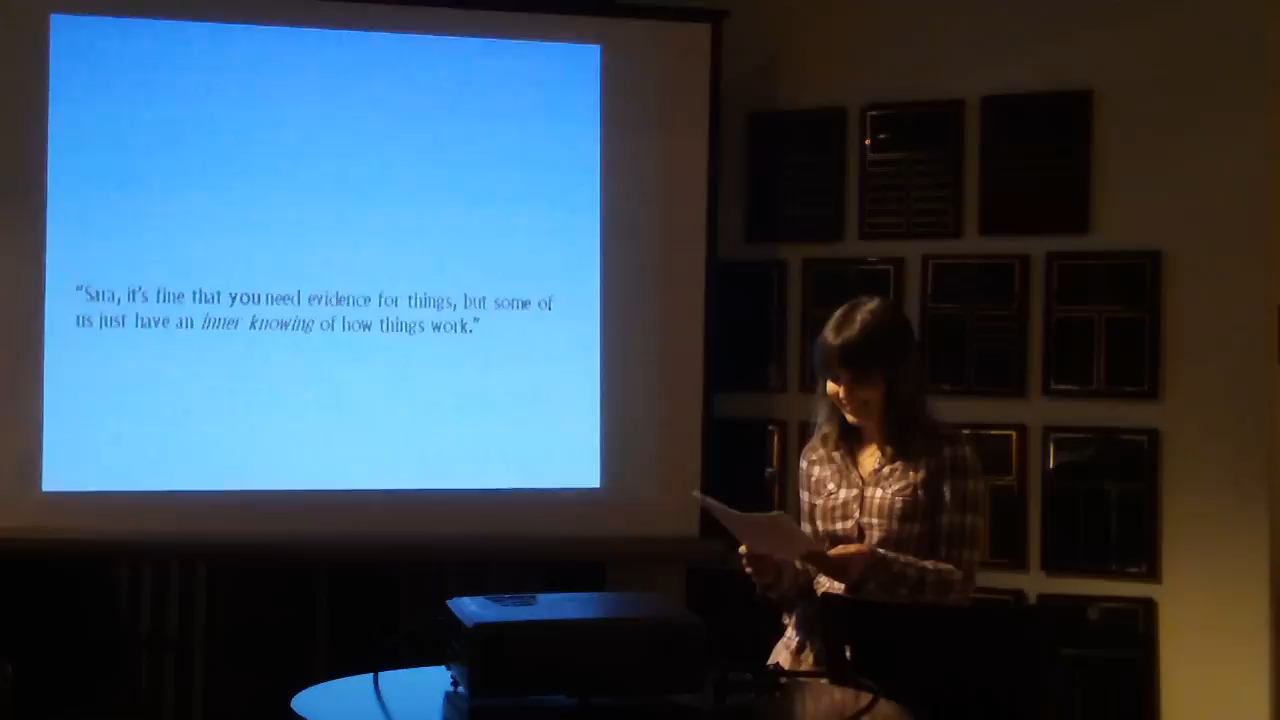 "Sara, it's fine that you need evidence for things, but some of
us just have an inner knowing of how things work."